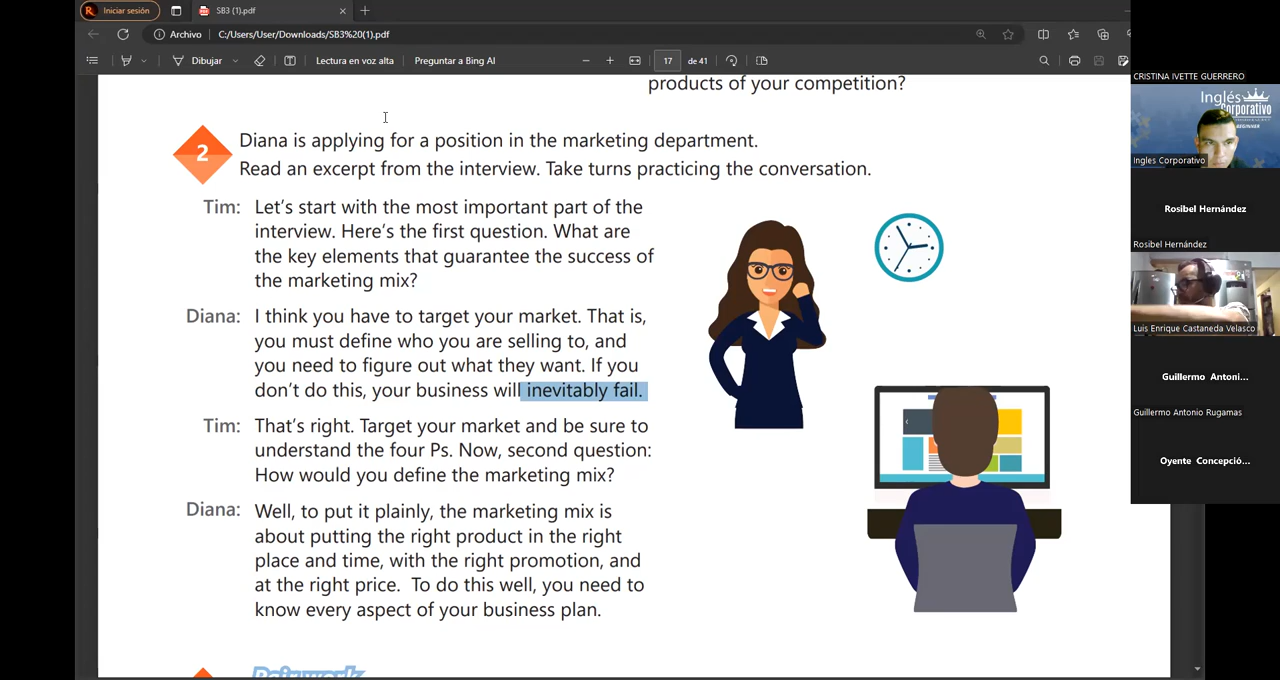 Iniciar sesión
SB3 (1).pdf
Archivo
C:/Users/User/Downloads/SB3%20(1).pdf
Dibujar
Lectura en voz alta
Preguntar a Bing AI
17
de 41
products of your competition?
2
Diana is applying for a position in the marketing department.
Read an excerpt from the interview. Take turns practicing the conversation.
Tim: Let's start with the most important part of the
interview. Here's the first question. What are
the key elements that guarantee the success of
the marketing mix?
Diana: I think you have to target your market. That is,
you must define who you are selling to, and
you need to figure out what they want. If you
don't do this, your business will inevitably fail.
Tim: That's right. Target your market and be sure to
understand the four Ps. Now, second question:
How would you define the marketing mix?
Diana: Well, to put it plainly, the marketing mix is
about putting the right product in the right
place and time, with the right promotion, and
at the right price. To do this well, you need to
know every aspect of your business plan.
Pair work
CRISTINA IVETTE GUERRERO
Inglés
Corporativo
BEGINNER
Ingles Corporativo
Rosibel Hernández
Rosibel Hernández
Luis Enrique Castaneda Velasco
Guillermo Antoni...
Guillermo Antonio Rugamas
Oyente Concepció...